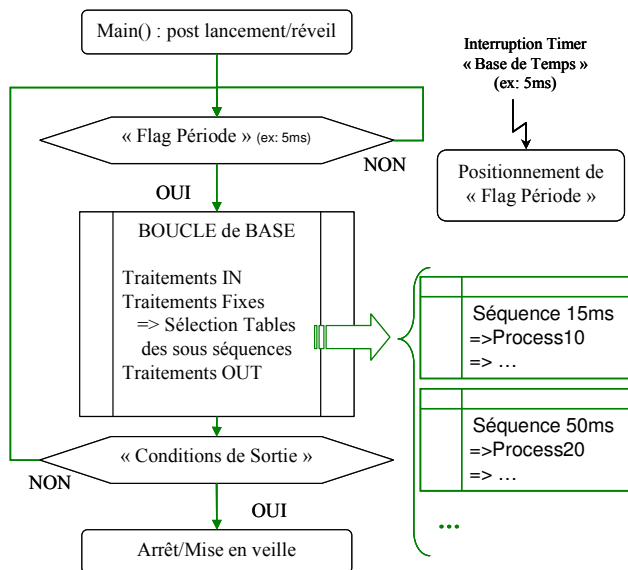 Main() : post lancement/réveil
Interruption Timer
« Base de Temps »
(ex: 5ms)
« Flag Période » (ex: 5ms)
NON
OUI
Positionnement de
« Flag Période »
BOUCLE de BASE
Traitements IN
Traitements Fixes
=> Sélection Tables
des sous séquences
Traitements OUT
Séquence 15ms
=>Process10
=> ...
Séquence 50ms
=>Process20
=> ...
...
« Conditions de Sortie »
NON
OUI
Arrêt/Mise en veille